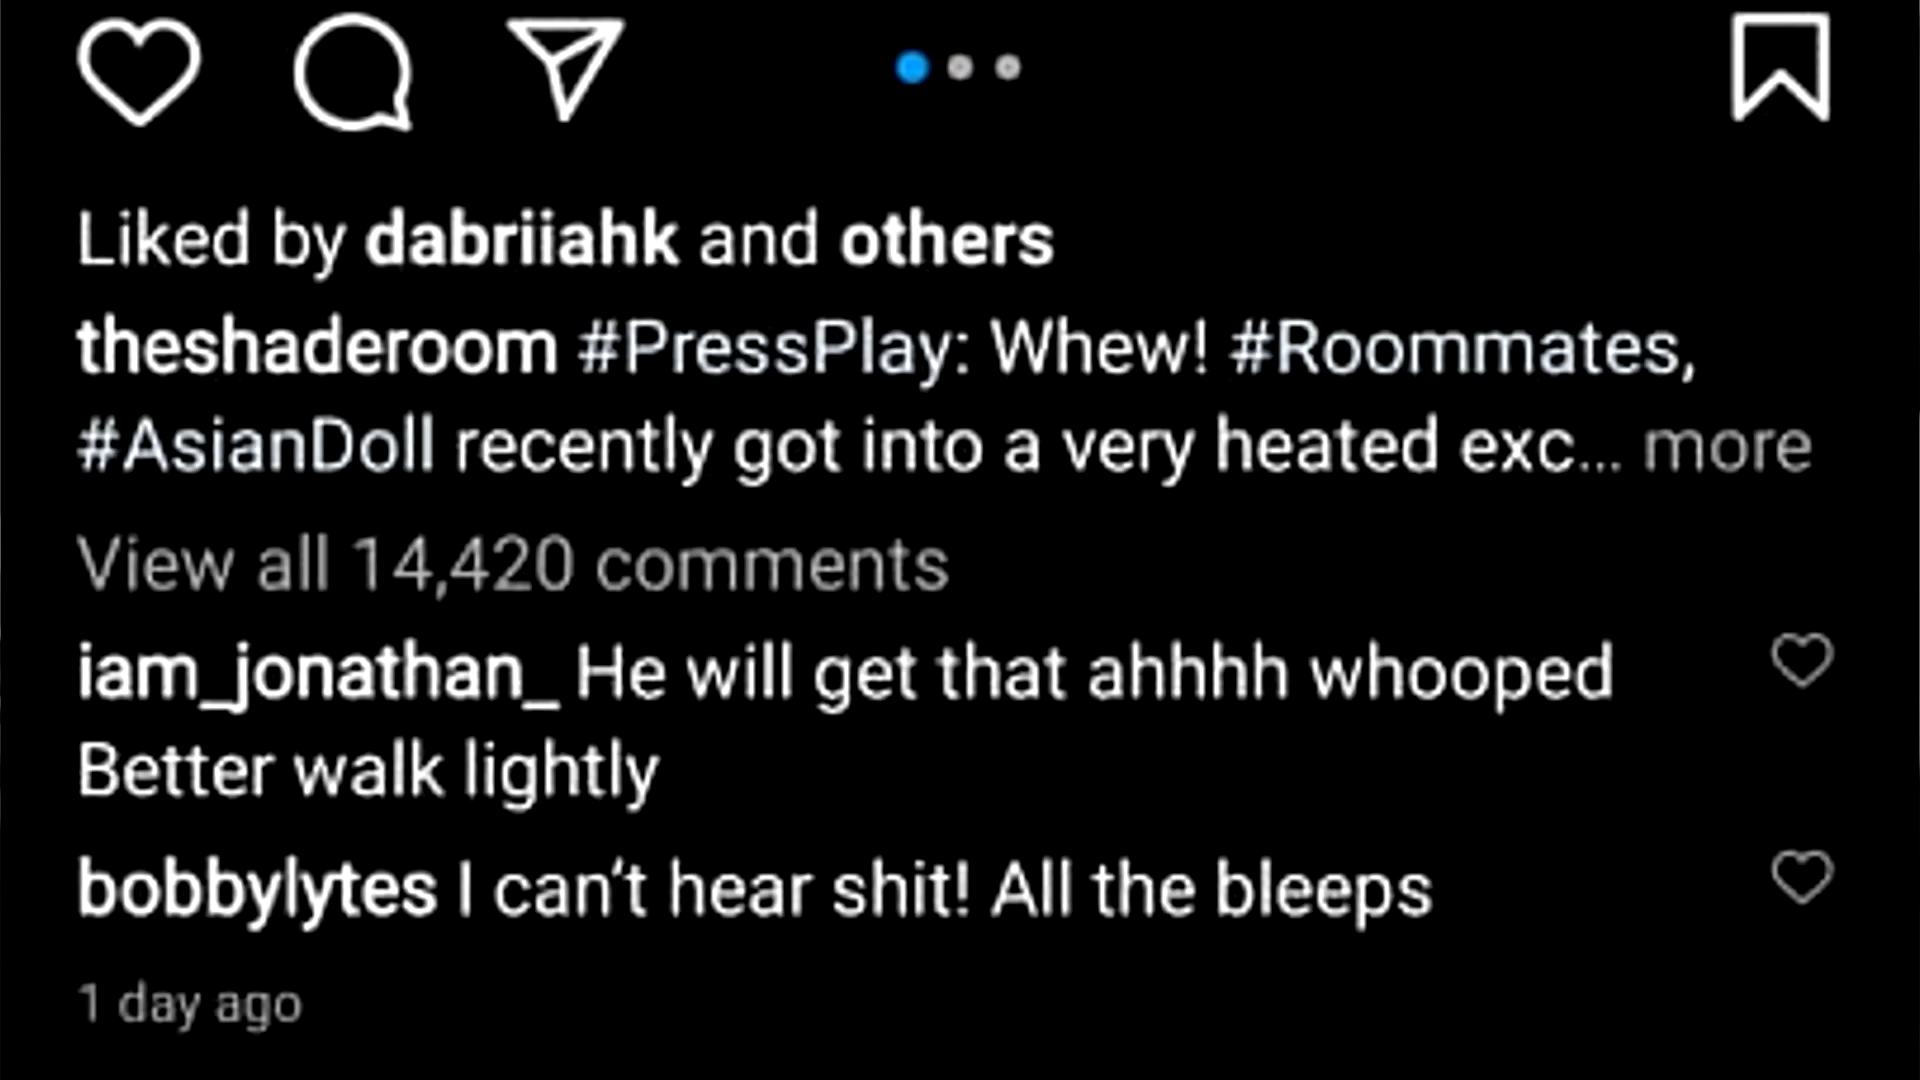 Liked by dabriiahk and others
theshaderoom #PressPlay: Whew! #Roommates,
#AsianDoll recently got into a very heated exc... more
View all 14,420 comments
iam_jonathan_ He will get that ahhhh whooped
Better walk lightly
bobbylytes I can't hear shit! All the bleeps
1 day ago